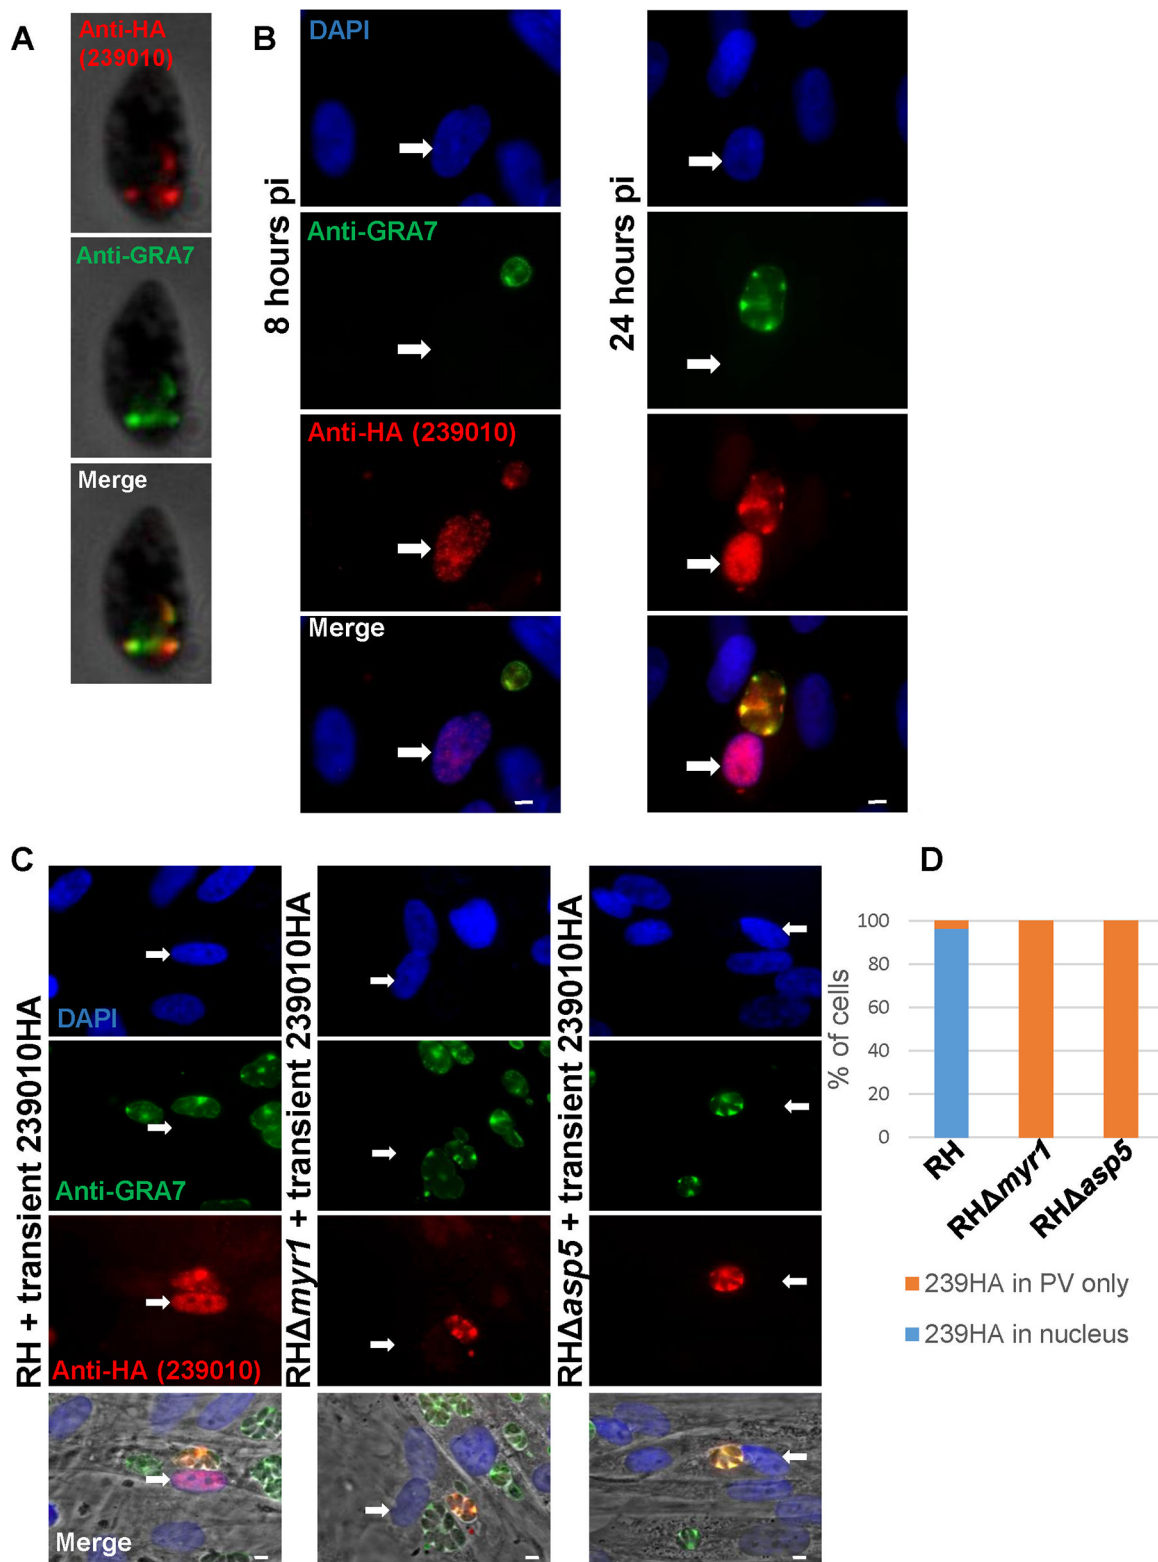 A
Anti-HA
(239010)
Anti-GRA7
Merge
B
8 hours pi
DAPI
Anti-GRA7
Anti-HA (239010)
Merge
24 hours pi
C
RH + transient 239010HA
DAPI
Anti-GRA7
Anti-HA (239010)
Merge
RHΔmyr1 + transient 239010HA
RHΔasp5 + transient 239010HA
D
% of cells
100
80
60
40
20
0
RH
RHΔmyr1
RHΔasp5
239HA in PV only
239HA in nucleus